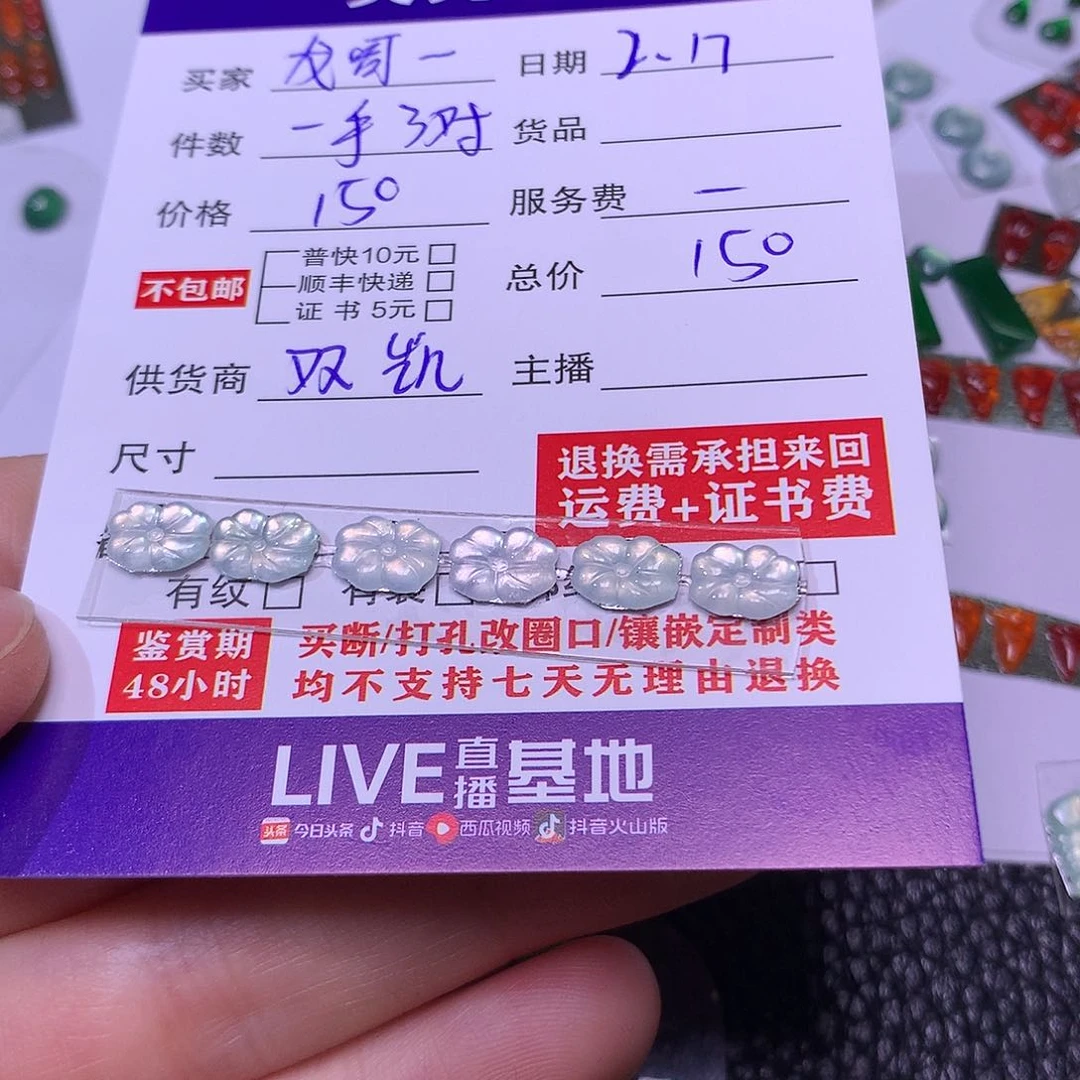 买家 龙哥一 日期 2.17
件数 一手3对 货品
价格 150 服务费 一
不包邮
普快10元
顺丰快递
证书5元
总价 150
供货商 双凯 主播
尺寸
退换需承担来回
运费+证书费
有纹
鉴赏期
48小时
买断/打孔改圈口/镶嵌定制类
均不支持七天无理由退换
LIVE直播基地
头条 今日头条 抖音 西瓜视频 抖音火山版